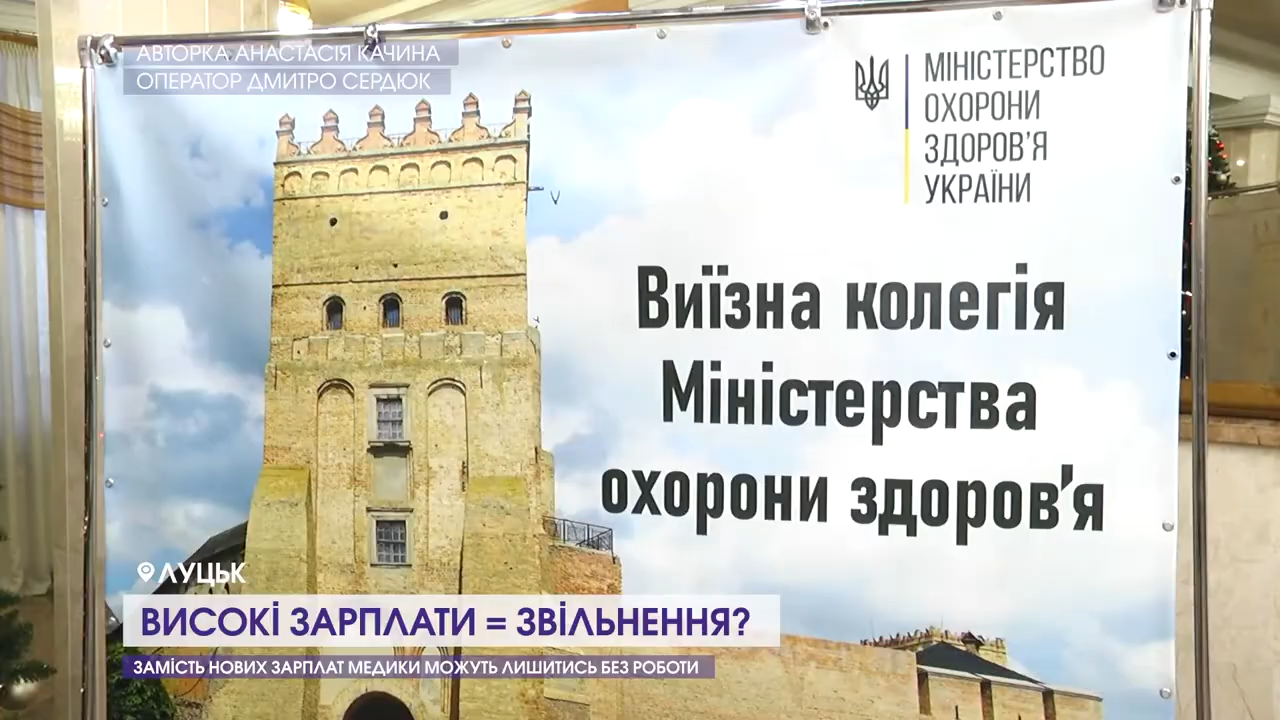 АВТОРКА АНАСТАСІЯ КАЧИНА
ОПЕРАТОР ДМИТРО СЕРДЮК
МІНІСТЕРСТВО
ОХОРОНИ
ЗДОРОВ'Я
УКРАЇНИ
Виїзна колегія
Міністерства
охорони здоров'я
ЛУЦЬК
ВИСОКІ ЗАРПЛАТИ = ЗВІЛЬНЕННЯ?
ЗАМІСТЬ НОВИХ ЗАРПЛАТ МЕДИКИ МОЖУТЬ ЛИШИТИСЬ БЕЗ РОБОТИ